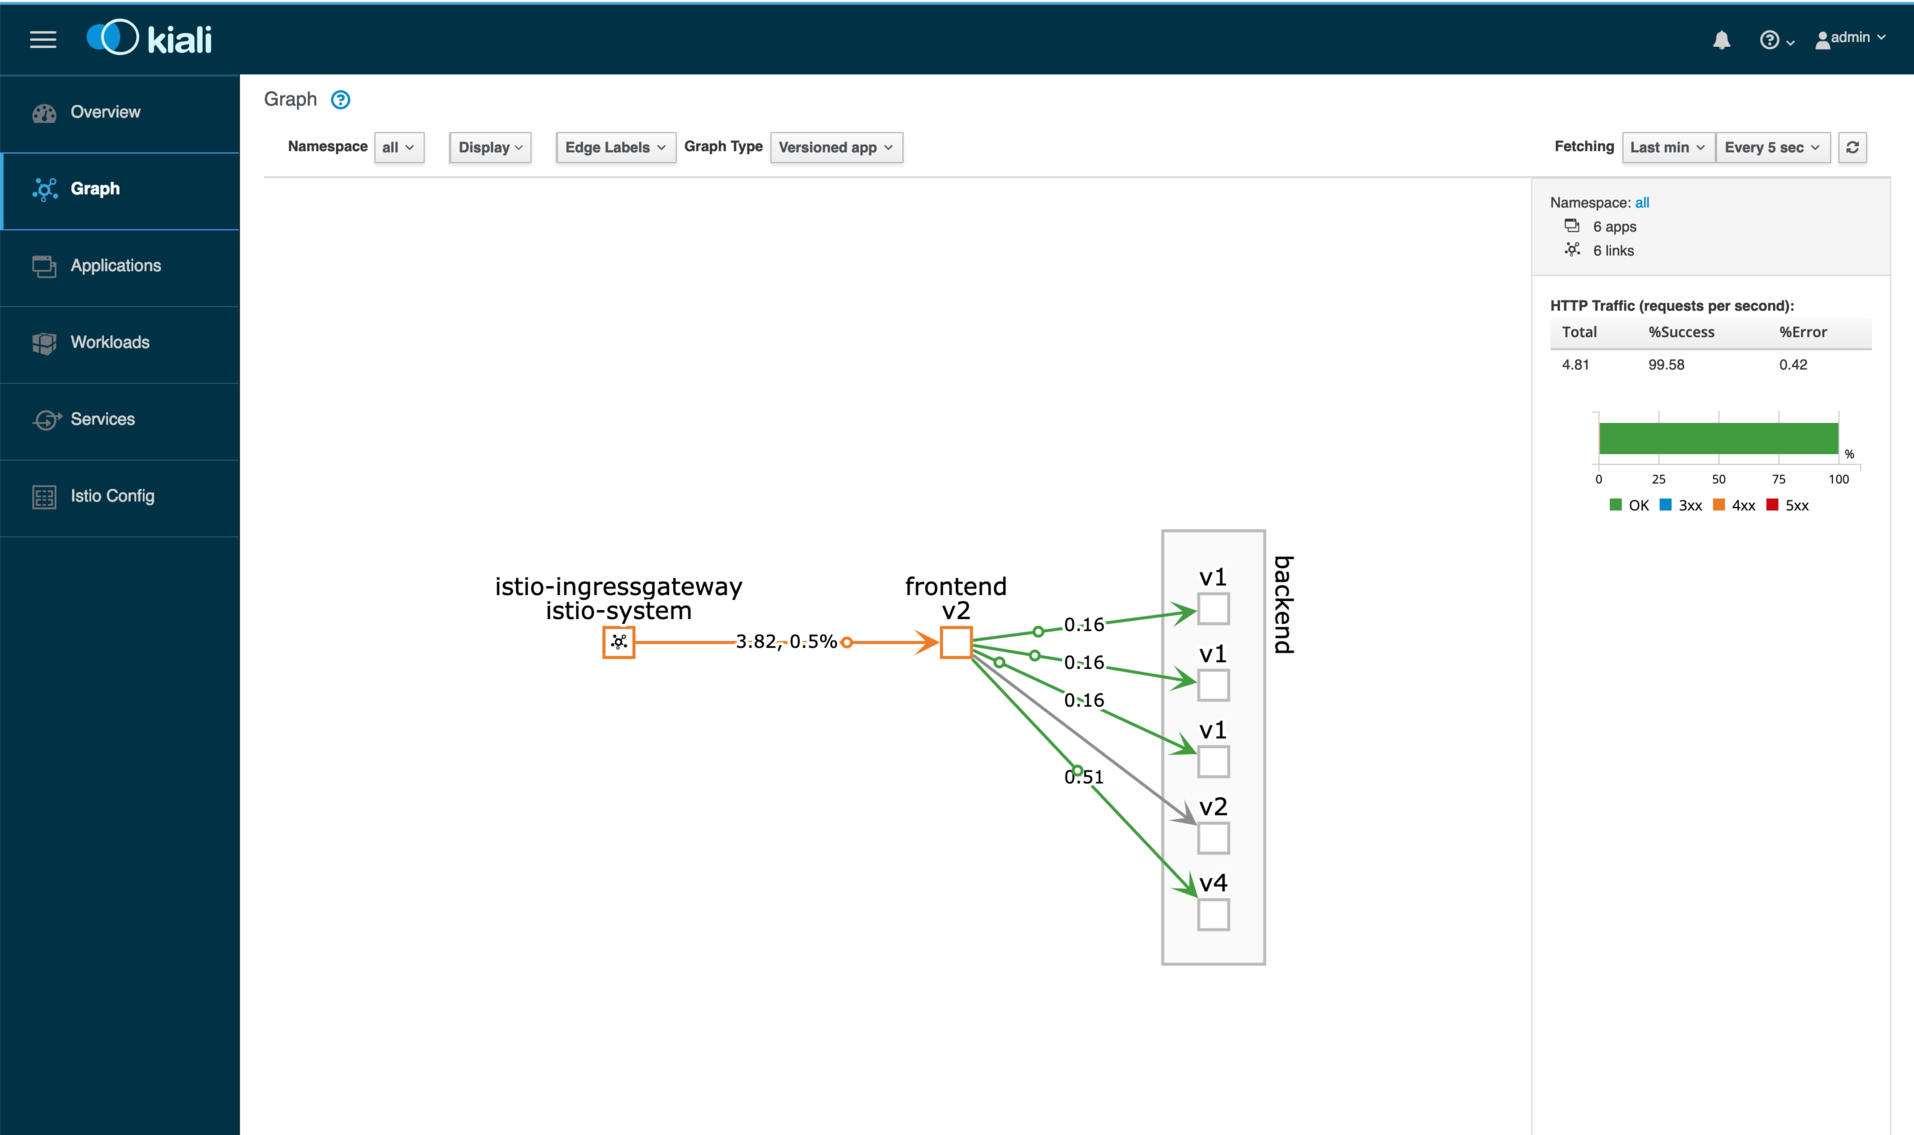 kiali
admin
Overview
Graph
Applications
Workloads
Services
Istio Config
Graph ?
Namespace all Display Edge Labels Graph Type Versioned app Fetching Last min Every 5 sec
Namespace: all
6 apps
6 links
HTTP Traffic (requests per second):
Total %Success %Error
4.81 99.58 0.42
%
0 25 50 75 100
OK 3xx 4xx 5xx
istio-ingressgateway
istio-system
3.82, 0.5%
frontend
v2
0.16
0.16
0.16
0.51
backend
v1
v1
v1
v2
v4